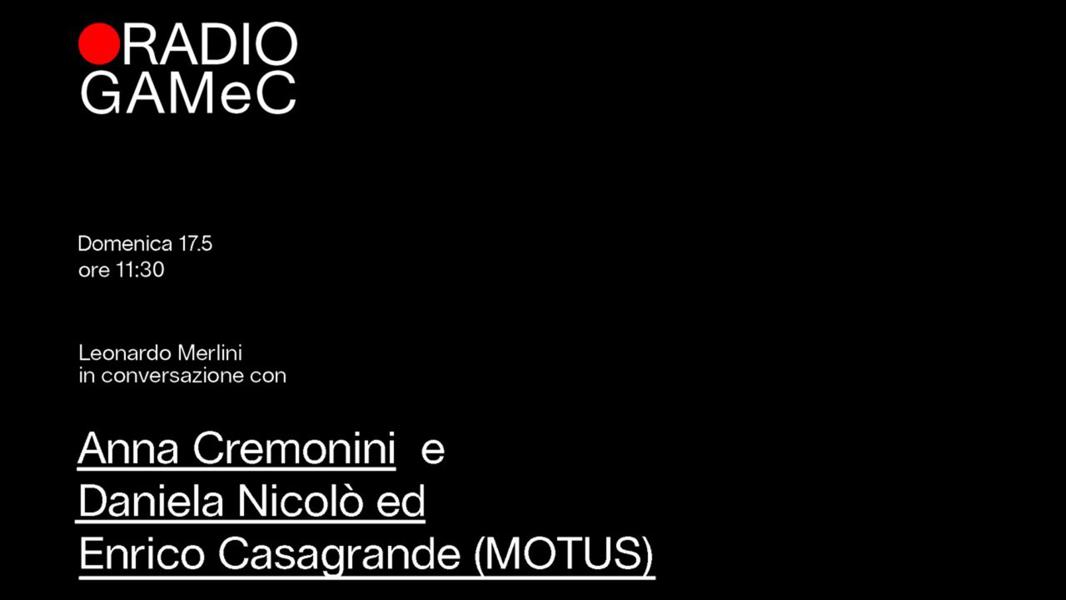 RADIO
GAMeC
Domenica 17.5
ore 11:30
Leonardo Merlini
in conversazione con
Anna Cremonini e
Daniela Nicolò ed
Enrico Casagrande (MOTUS)